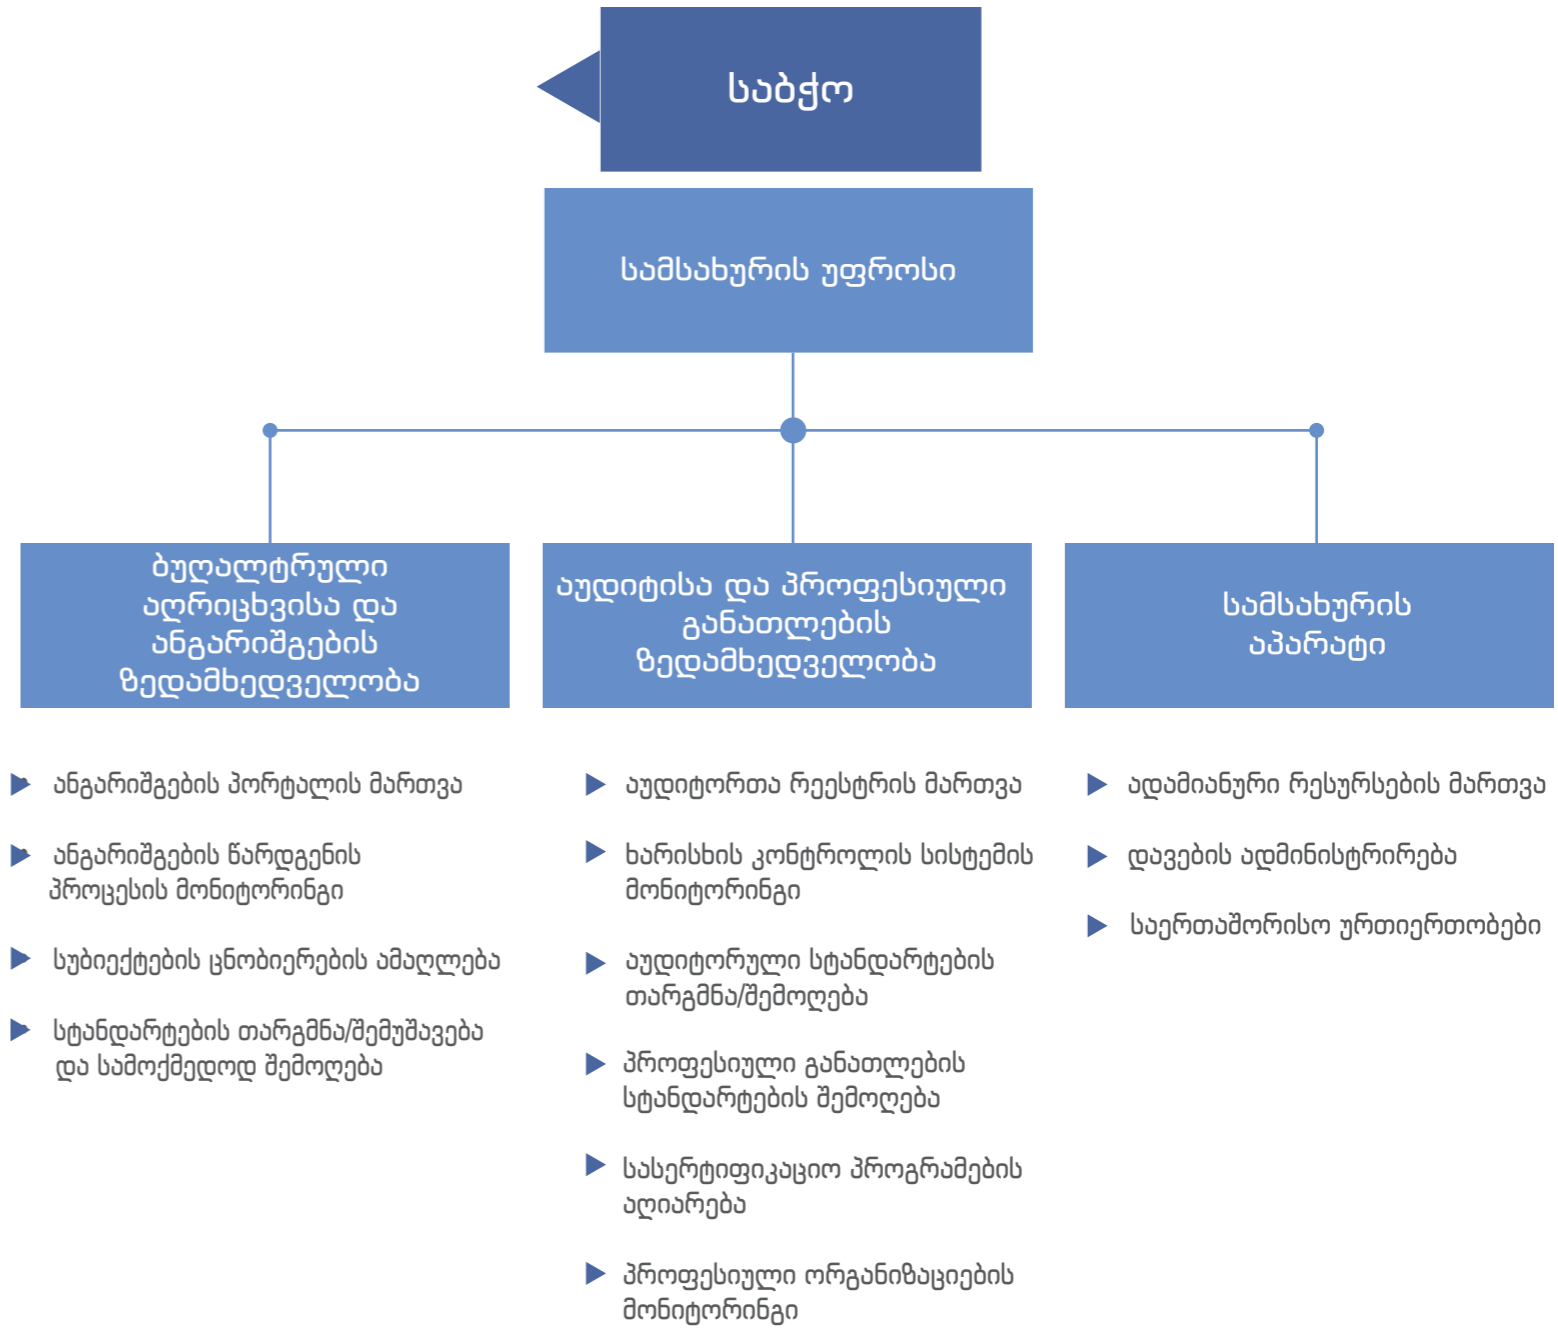 საბჭო
სამსახურის უფროსი
ბუღალტრული
აღრიცხვისა და
ანგარიშგების
ზედამხედველობა
აუდიტისა და პროფესიული
განათლების
ზედამხედველობა
სამსახურის
აპარატი
ანგარიშგების პორტალის მართვა
ანგარიშგების წარდგენის
პროცესის მონიტორინგი
სუბიექტების ცნობიერების ამაღლება
სტანდარტების თარგმნა/შემუშავება
და სამოქმედოდ შემოღება
აუდიტორთა რეესტრის მართვა
ხარისხის კონტროლის სისტემის
მონიტორინგი
აუდიტორული სტანდარტების
თარგმნა/შემოღება
პროფესიული განათლების
სტანდარტების შემოღება
სასერტიფიკაციო პროგრამების
აღიარება
პროფესიული ორგანიზაციების
მონიტორინგი
ადამიანური რესურსების მართვა
დავების ადმინისტრირება
საერთაშორისო ურთიერთობები